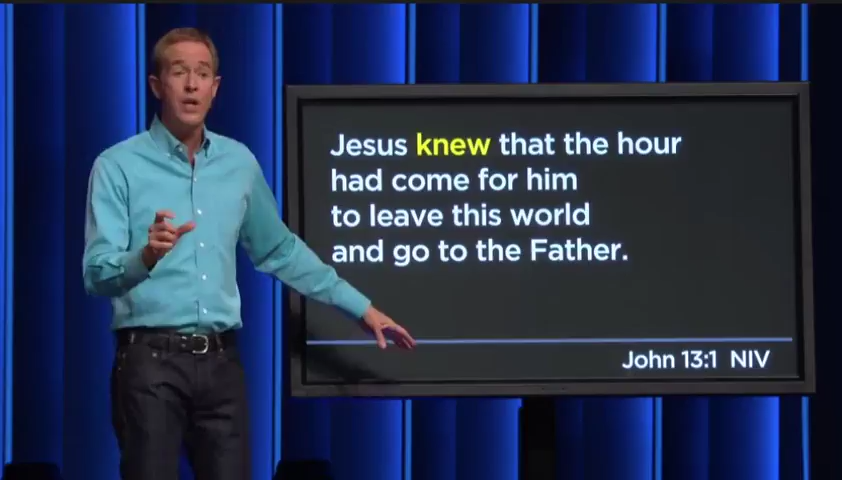 Jesus knew that the hour
had come for him
to leave this world
and go to the Father.
John 13:1 NIV